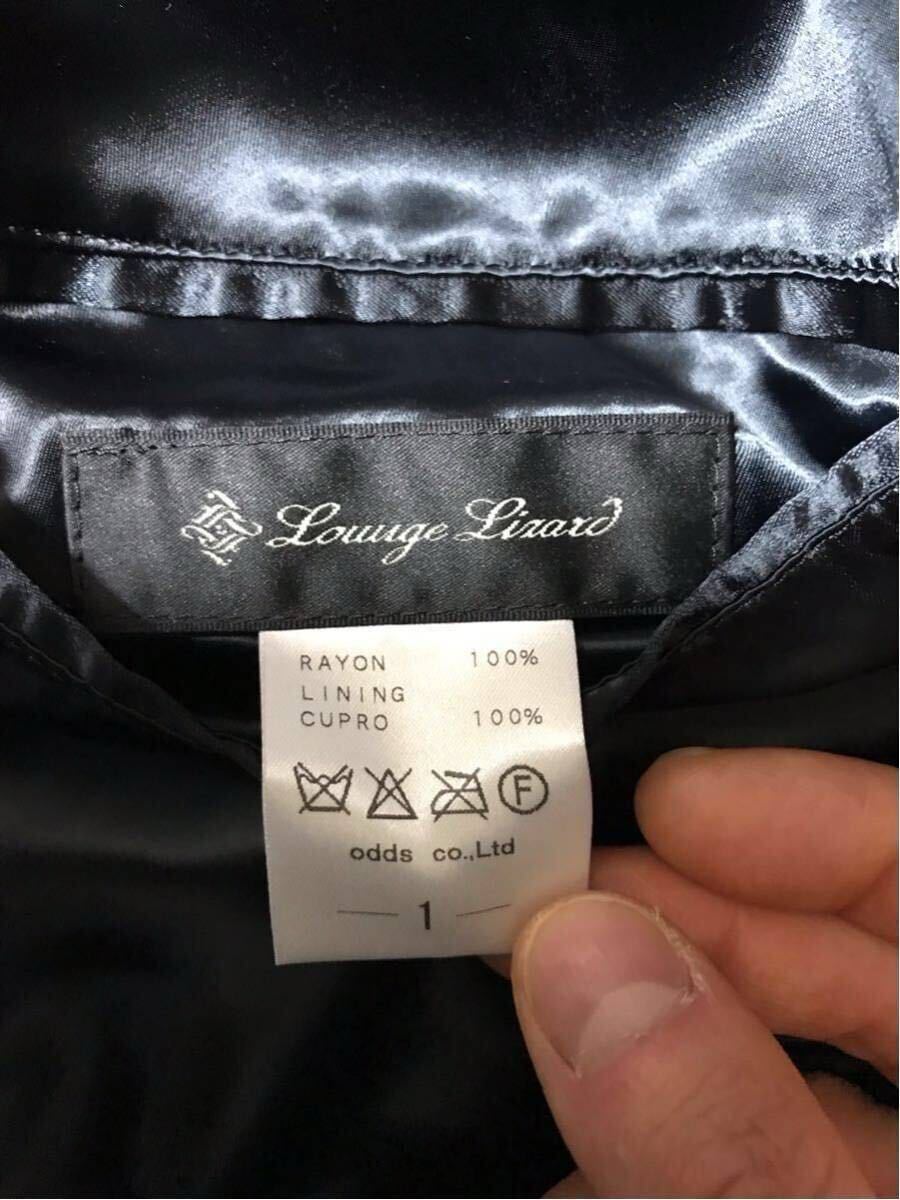 Lounge Lizard
RAYON 100%
LINING
CUPRO 100%
F
odds co.,Ltd
— 1 —